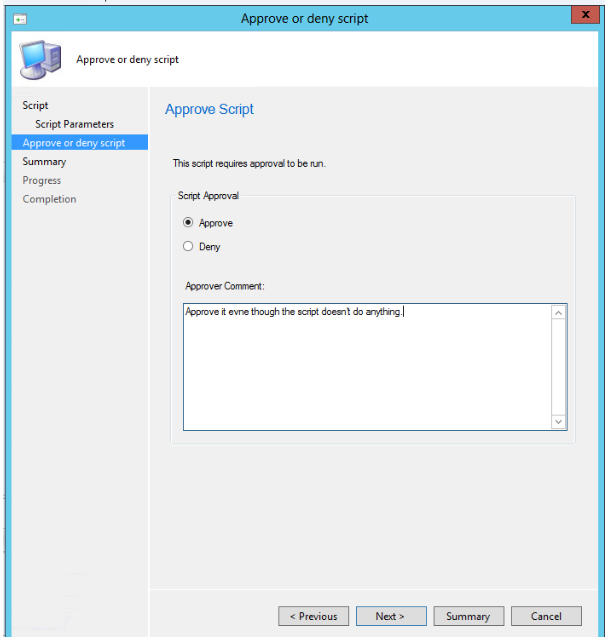 Approve or deny script
x
Approve or deny script
Script
Script Parameters
Approve or deny script
Summary
Progress
Completion
Approve Script
This script requires approval to be run.
Script Approval
Approve
Deny
Approver Comment:
Approve it evne though the script doesn't do anything.
< Previous
Next >
Summary
Cancel